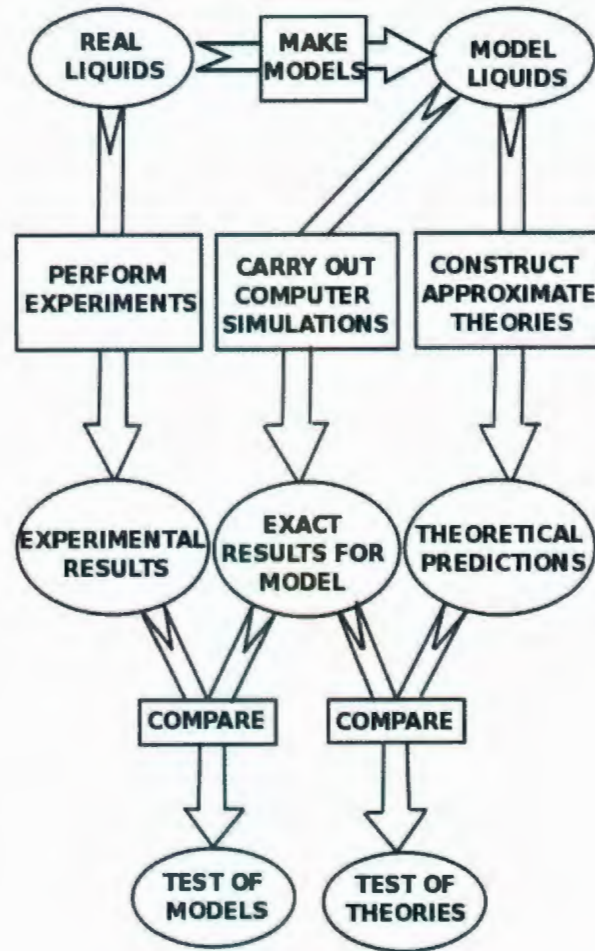 REAL
LIQUIDS
MAKE
MODELS
MODEL
LIQUIDS
PERFORM
EXPERIMENTS
CARRY OUT
COMPUTER
SIMULATIONS
CONSTRUCT
APPROXIMATE
THEORIES
EXPERIMENTAL
RESULTS
EXACT
RESULTS FOR
MODEL
THEORETICAL
PREDICTIONS
COMPARE
COMPARE
TEST OF
MODELS
TEST OF
THEORIES